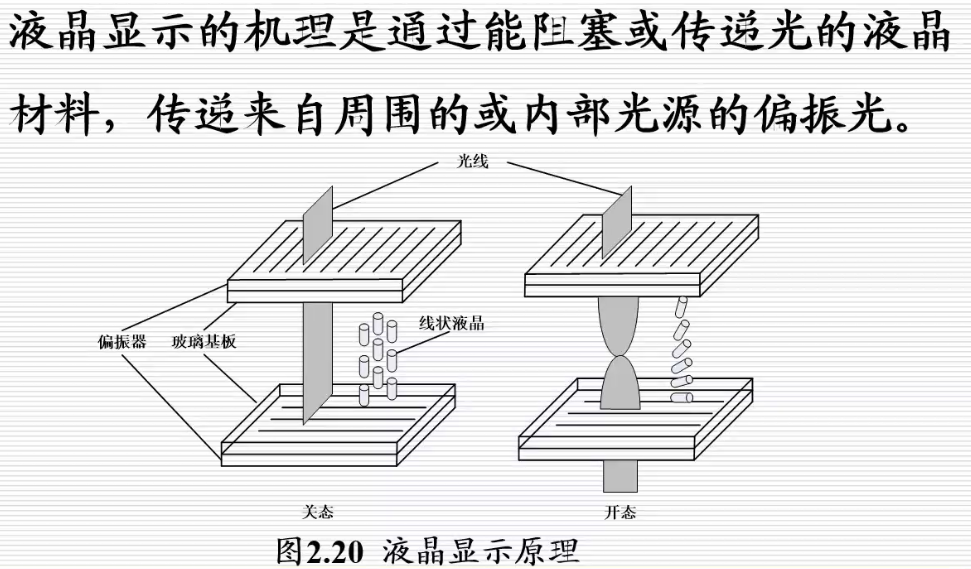 液晶显示的机理是通过能阻塞或传递光的液晶
材料，传递来自周围的或内部光源的偏振光。
光线
偏振器 玻璃基板
线状液晶
关态
开态
图2.20 液晶显示原理